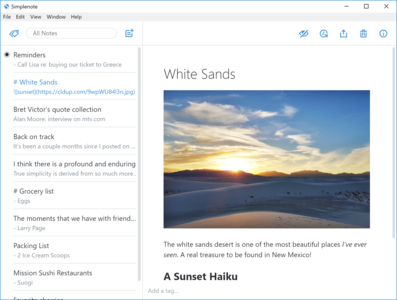 Simplenote
File Edit View Window Help
All Notes
Reminders
- Call Lisa re: buying our ticket to Greece
# White Sands
![sunset](https://cldup.com/9wpWU84l3n.jpg)
Bret Victor's quote collection
Alan Moore: interview on mtv.com
Back on track
It's been a couple months since I posted on ...
I think there is a profound and enduring
True simplicity is derived from so much more...
# Grocery list
- Eggs
The moments that we have with friend...
- Larry Page
Packing List
- 2 Ice Cream Scoops
Mission Sushi Restaurants
- Suogi
Favorite charities
White Sands
The white sands desert is one of the most beautiful places I've ever
seen. A real treasure to be found in New Mexico!
A Sunset Haiku
Add a tag...